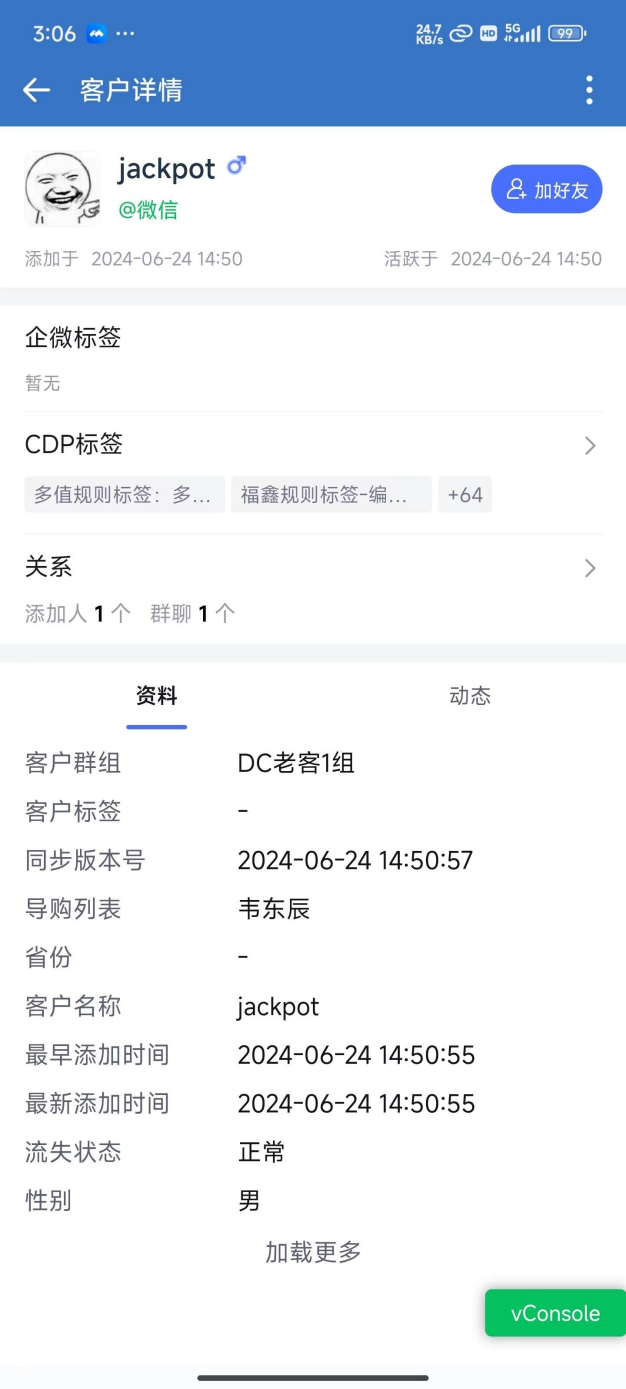 3:06 ··· 24.7 KB/s HD 5G 99
客户详情
jackpot
@微信
加好友
添加于 2024-06-24 14:50 活跃于 2024-06-24 14:50
企微标签
暂无
CDP标签
多值规则标签：多... 福鑫规则标签-编... +64
关系
添加人 1 个 群聊 1 个
资料 动态
客户群组 DC老客1组
客户标签 -
同步版本号 2024-06-24 14:50:57
导购列表 韦东辰
省份 -
客户名称 jackpot
最早添加时间 2024-06-24 14:50:55
最新添加时间 2024-06-24 14:50:55
流失状态 正常
性别 男
加载更多
vConsole